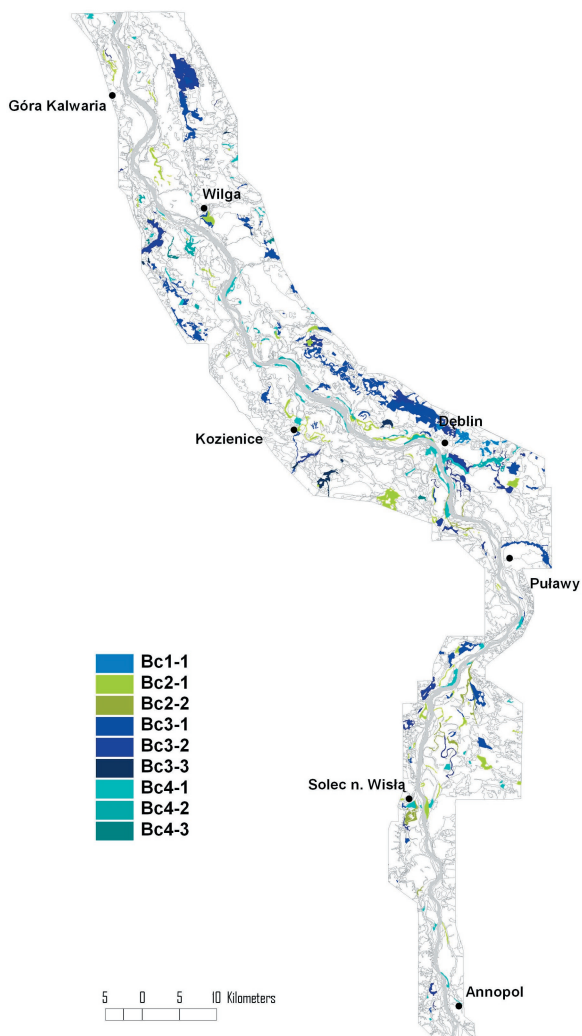 Góra Kalwaria
Wilga
Dęblin
Kozienice
Puławy
Bc1-1
Bc2-1
Bc2-2
Bc3-1
Bc3-2
Bc3-3
Bc4-1
Bc4-2
Bc4-3
Solec n. Wisłą
Annopol
5 0 5 10 Kilometers